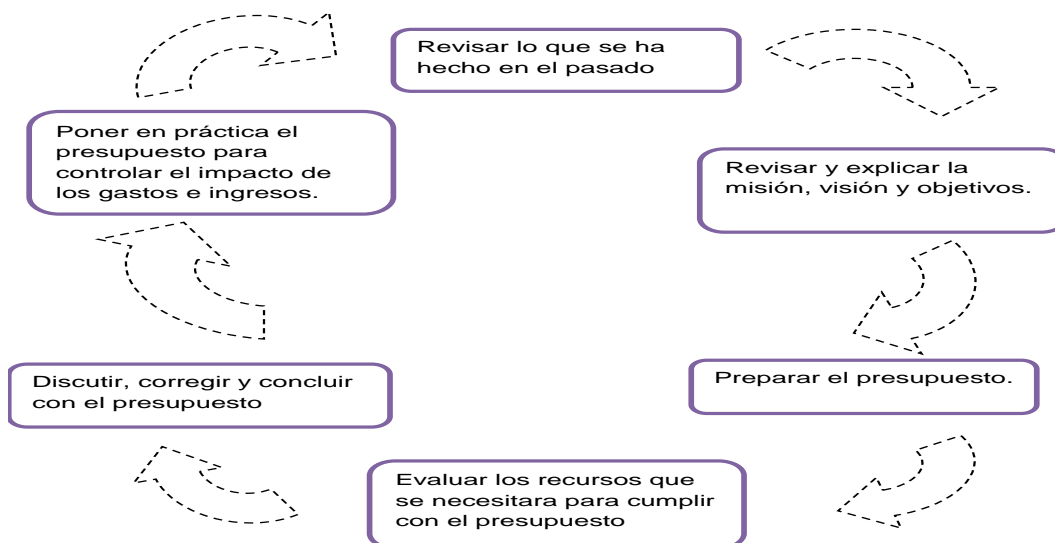 Revisar lo que se ha
hecho en el pasado
Revisar y explicar la
misión, visión y objetivos.
Preparar el presupuesto.
Evaluar los recursos que
se necesitara para cumplir
con el presupuesto
Discutir, corregir y concluir
con el presupuesto
Poner en práctica el
presupuesto para
controlar el impacto de
los gastos e ingresos.